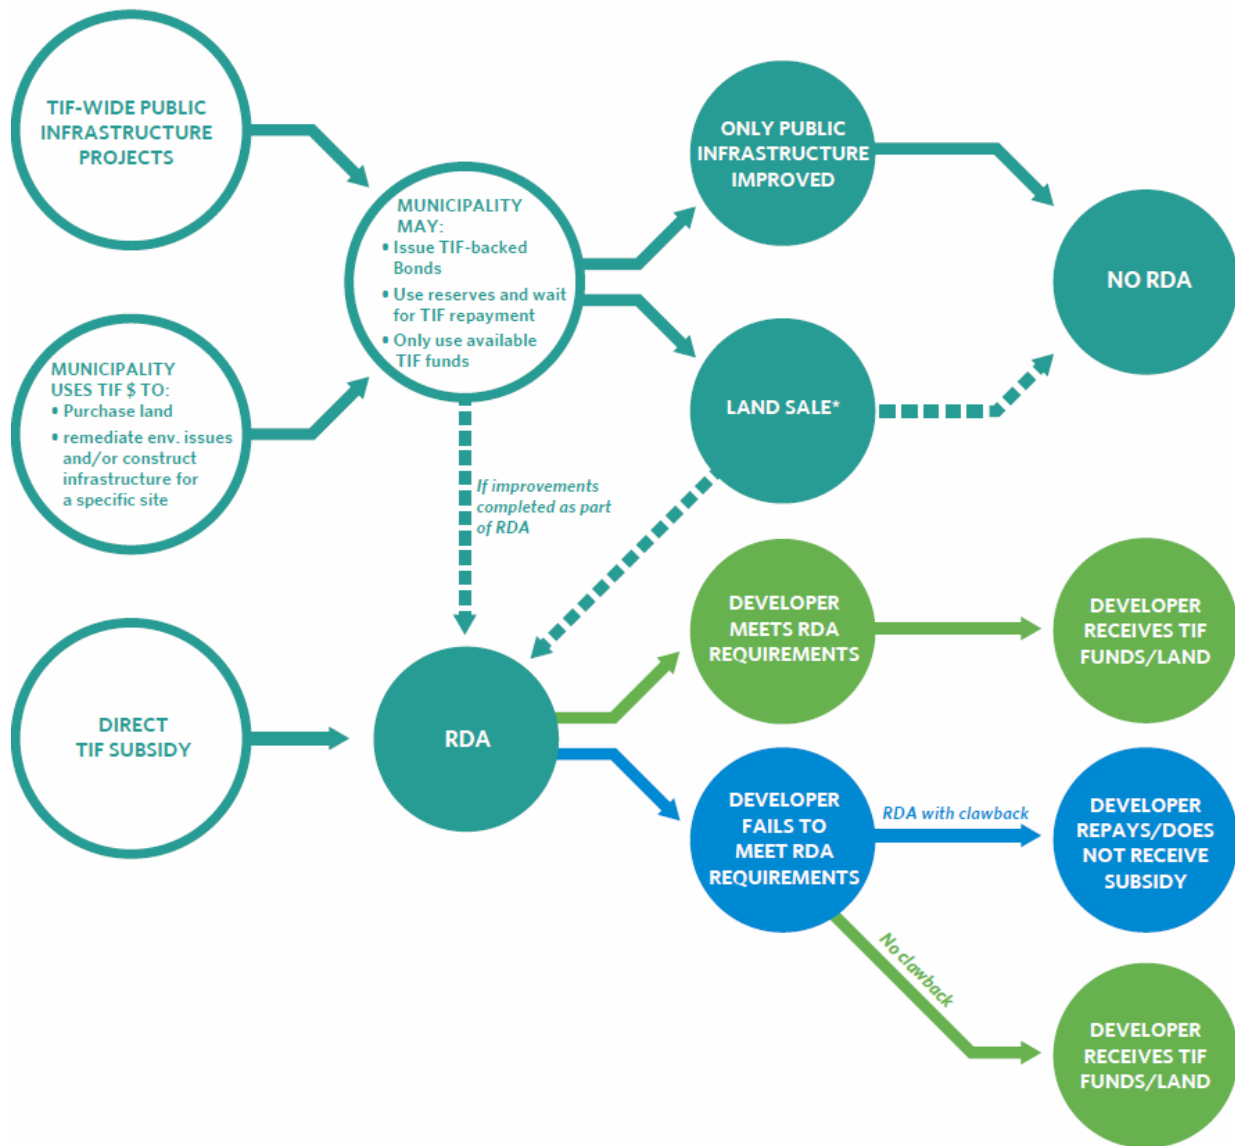 TIF-WIDE PUBLIC
INFRASTRUCTURE
PROJECTS
MUNICIPALITY
USES TIF $ TO:
• Purchase land
• remediate env. issues
and/or construct
infrastructure for
a specific site
DIRECT
TIF SUBSIDY
MUNICIPALITY
MAY:
• Issue TIF-backed
Bonds
• Use reserves and wait
for TIF repayment
• Only use available
TIF funds
If improvements
completed as part
of RDA
RDA
ONLY PUBLIC
INFRASTRUCTURE
IMPROVED
LAND SALE*
NO RDA
DEVELOPER
MEETS RDA
REQUIREMENTS
DEVELOPER
RECEIVES TIF
FUNDS/LAND
DEVELOPER
FAILS TO
MEET RDA
REQUIREMENTS
RDA with clawback
DEVELOPER
REPAYS/DOES
NOT RECEIVE
SUBSIDY
No clawback
DEVELOPER
RECEIVES TIF
FUNDS/LAND